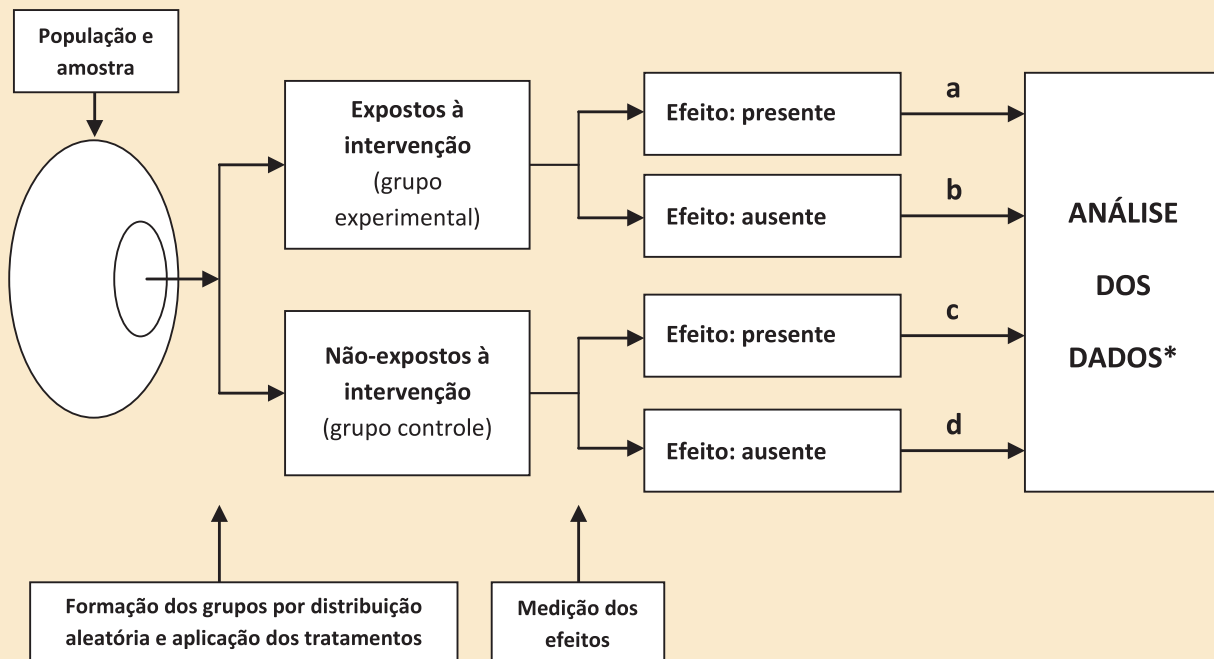 População e
amostra
Expostos à
intervenção
(grupo
experimental)
Não-expostos à
intervenção
(grupo controle)
Efeito: presente
Efeito: ausente
Efeito: presente
Efeito: ausente
a
b
c
d
ANÁLISE
DOS
DADOS*
Formação dos grupos por distribuição
aleatória e aplicação dos tratamentos
Medição dos
efeitos